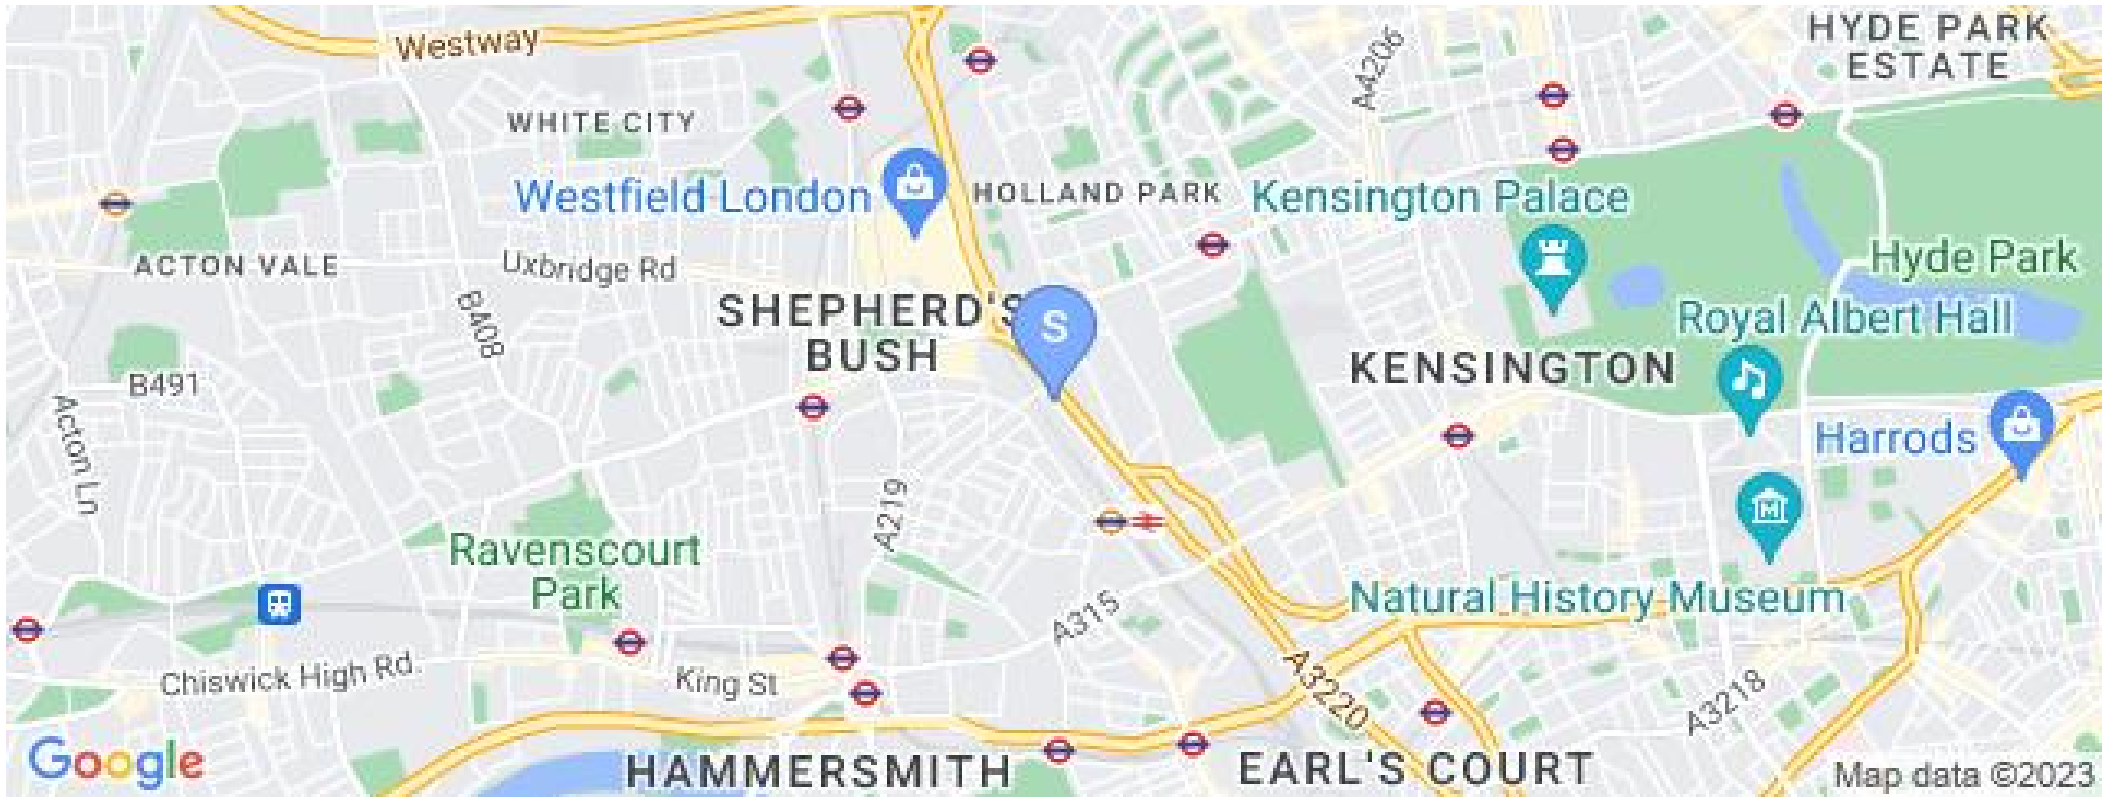 HYDE PARK
ESTATE
Westway
A4206
WHITE CITY
Westfield London
HOLLAND PARK
Kensington Palace
ACTON VALE
Uxbridge Rd
Hyde Park
B408
SHEPHERD'S
BUSH
S
Royal Albert Hall
KENSINGTON
B491
Acton Ln
Harrods
A219
Ravenscourt
Park
M
Natural History Museum
A315
Chiswick High Rd.
King St
A3220
A3218
Google
HAMMERSMITH
EARL'S COURT
Map data ©2023